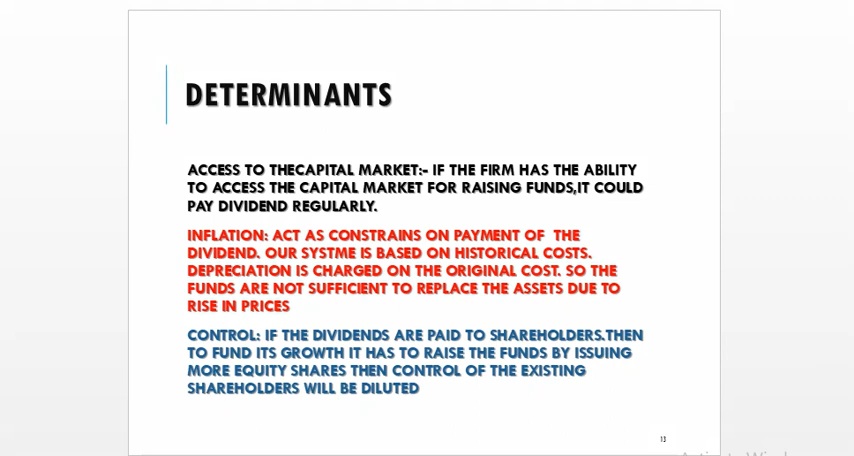 DETERMINANTS
ACCESS TO THECAPITAL MARKET:- IF THE FIRM HAS THE ABILITY
TO ACCESS THE CAPITAL MARKET FOR RAISING FUNDS,IT COULD
PAY DIVIDEND REGULARLY.
INFLATION: ACT AS CONSTRAINS ON PAYMENT OF  THE
DIVIDEND. OUR SYSTME IS BASED ON HISTORICAL COSTS.
DEPRECIATION IS CHARGED ON THE ORIGINAL COST. SO THE
FUNDS ARE NOT SUFFICIENT TO REPLACE THE ASSETS DUE TO
RISE IN PRICES
CONTROL: IF THE DIVIDENDS ARE PAID TO SHAREHOLDERS.THEN
TO FUND ITS GROWTH IT HAS TO RAISE THE FUNDS BY ISSUING
MORE EQUITY SHARES THEN CONTROL OF THE EXISTING
SHAREHOLDERS WILL BE DILUTED
13